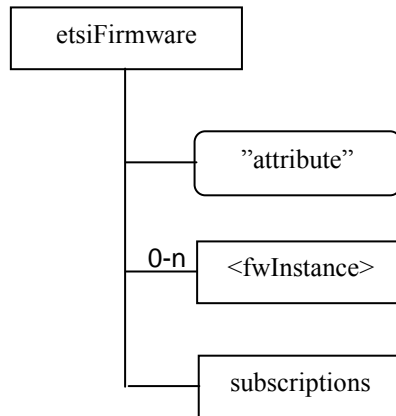 etsiFirmware
”attribute”
0-n
<fwInstance>
subscriptions